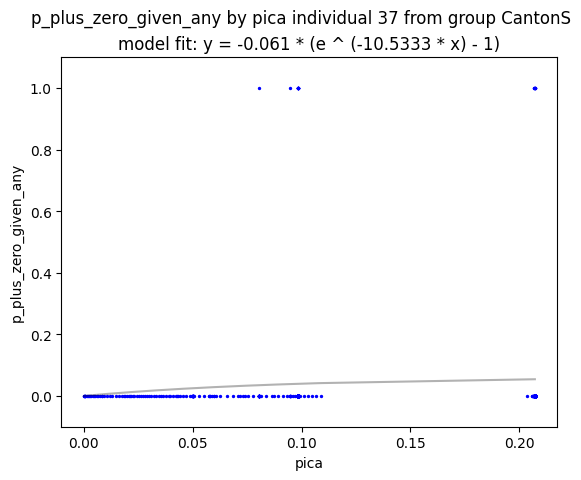 p_plus_zero_given_any by pica individual 37 from group CantonS
model fit: y = -0.061 * (e ^ (-10.5333 * x) - 1)
1.0
0.8
0.6
0.4
0.2
0.0
p_plus_zero_given_any
0.00
0.05
0.10
0.15
0.20
pica